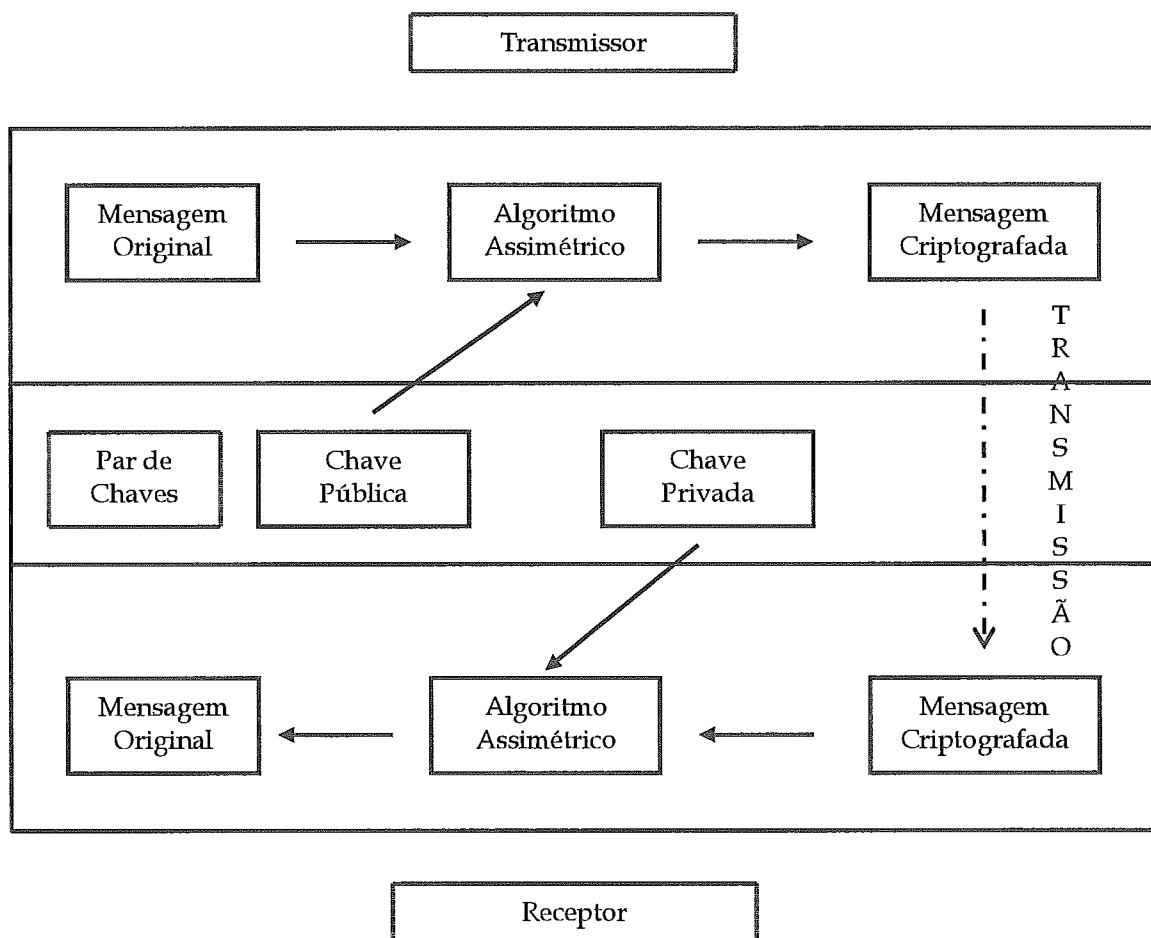 Transmissor
Mensagem
Original
Algoritmo
Assimétrico
Mensagem
Criptografada
TRANSMISSÃO
Par de
Chaves
Chave
Pública
Chave
Privada
Mensagem
Original
Algoritmo
Assimétrico
Mensagem
Criptografada
Receptor